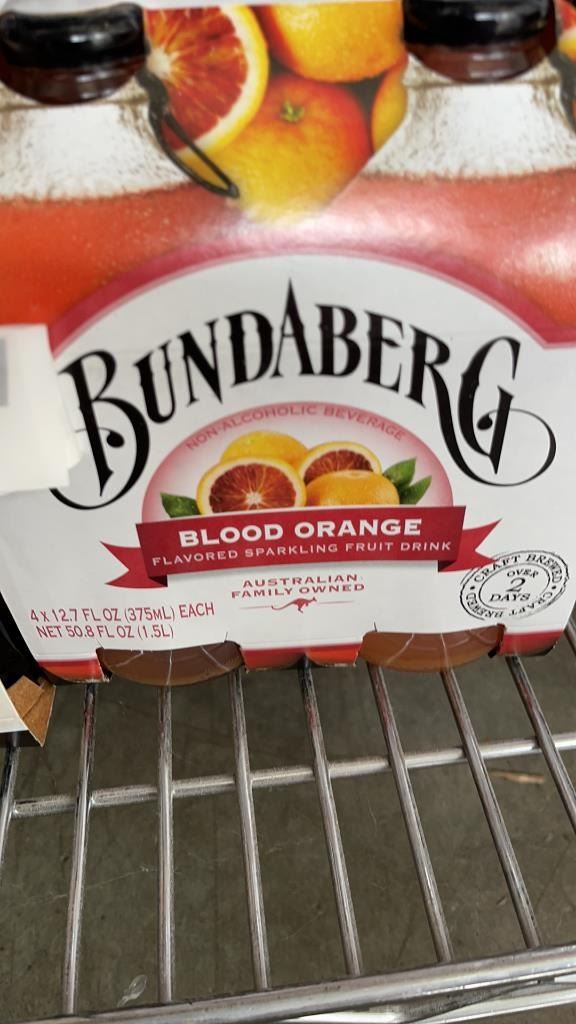 BUNDABERG
NON-ALCOHOLIC BEVERAGE
BLOOD ORANGE
FLAVORED SPARKLING FRUIT DRINK
AUSTRALIAN
FAMILY OWNED
CRAFT BREWED
OVER
2
DAYS
CRAFT BREWED
4 x 12.7 FL OZ (375ML) EACH
NET 50.8 FL OZ (1.5L)